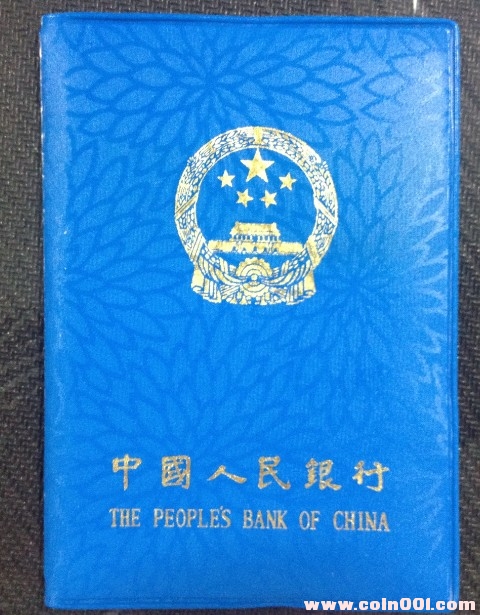 中國人民銀行
THE PEOPLE'S BANK OF CHINA
www.coin001.com